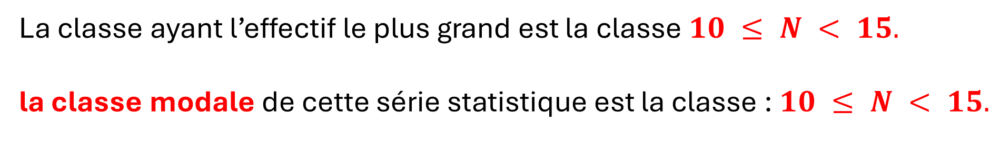 La classe ayant l’effectif le plus grand est la classe 10 ≤ N < 15.
la classe modale de cette série statistique est la classe : 10 ≤ N < 15.